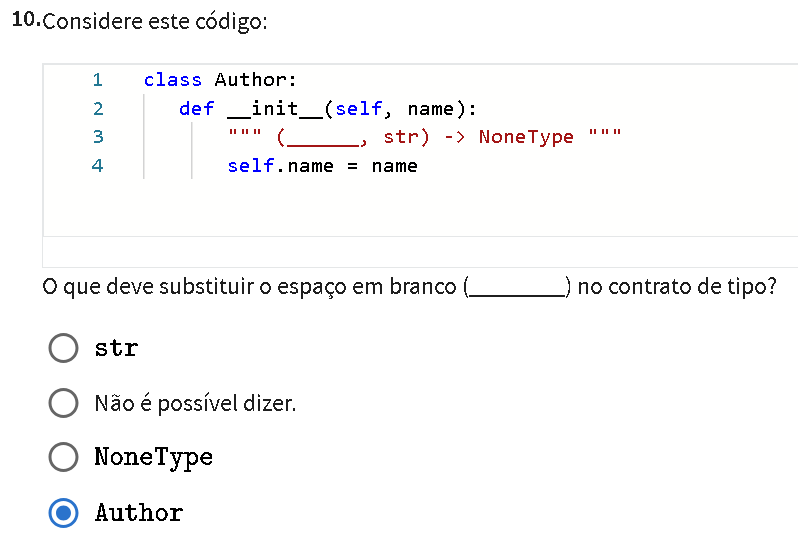 10.Considere este código:
1 class Author:
2 def __init__(self, name):
3 """ (______, str) -> NoneType """
4 self.name = name
O que deve substituir o espaço em branco (________) no contrato de tipo?
str
Não é possível dizer.
NoneType
Author